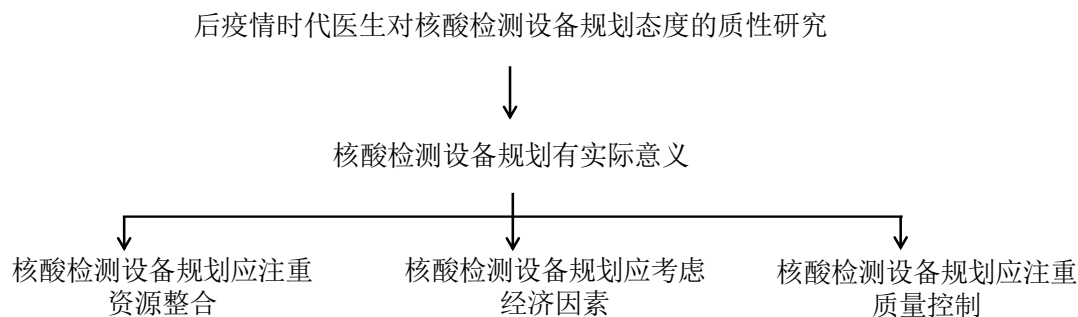 后疫情时代医生对核酸检测设备规划态度的质性研究
核酸检测设备规划有实际意义
核酸检测设备规划应注重
资源整合
核酸检测设备规划应考虑
经济因素
核酸检测设备规划应注重
质量控制